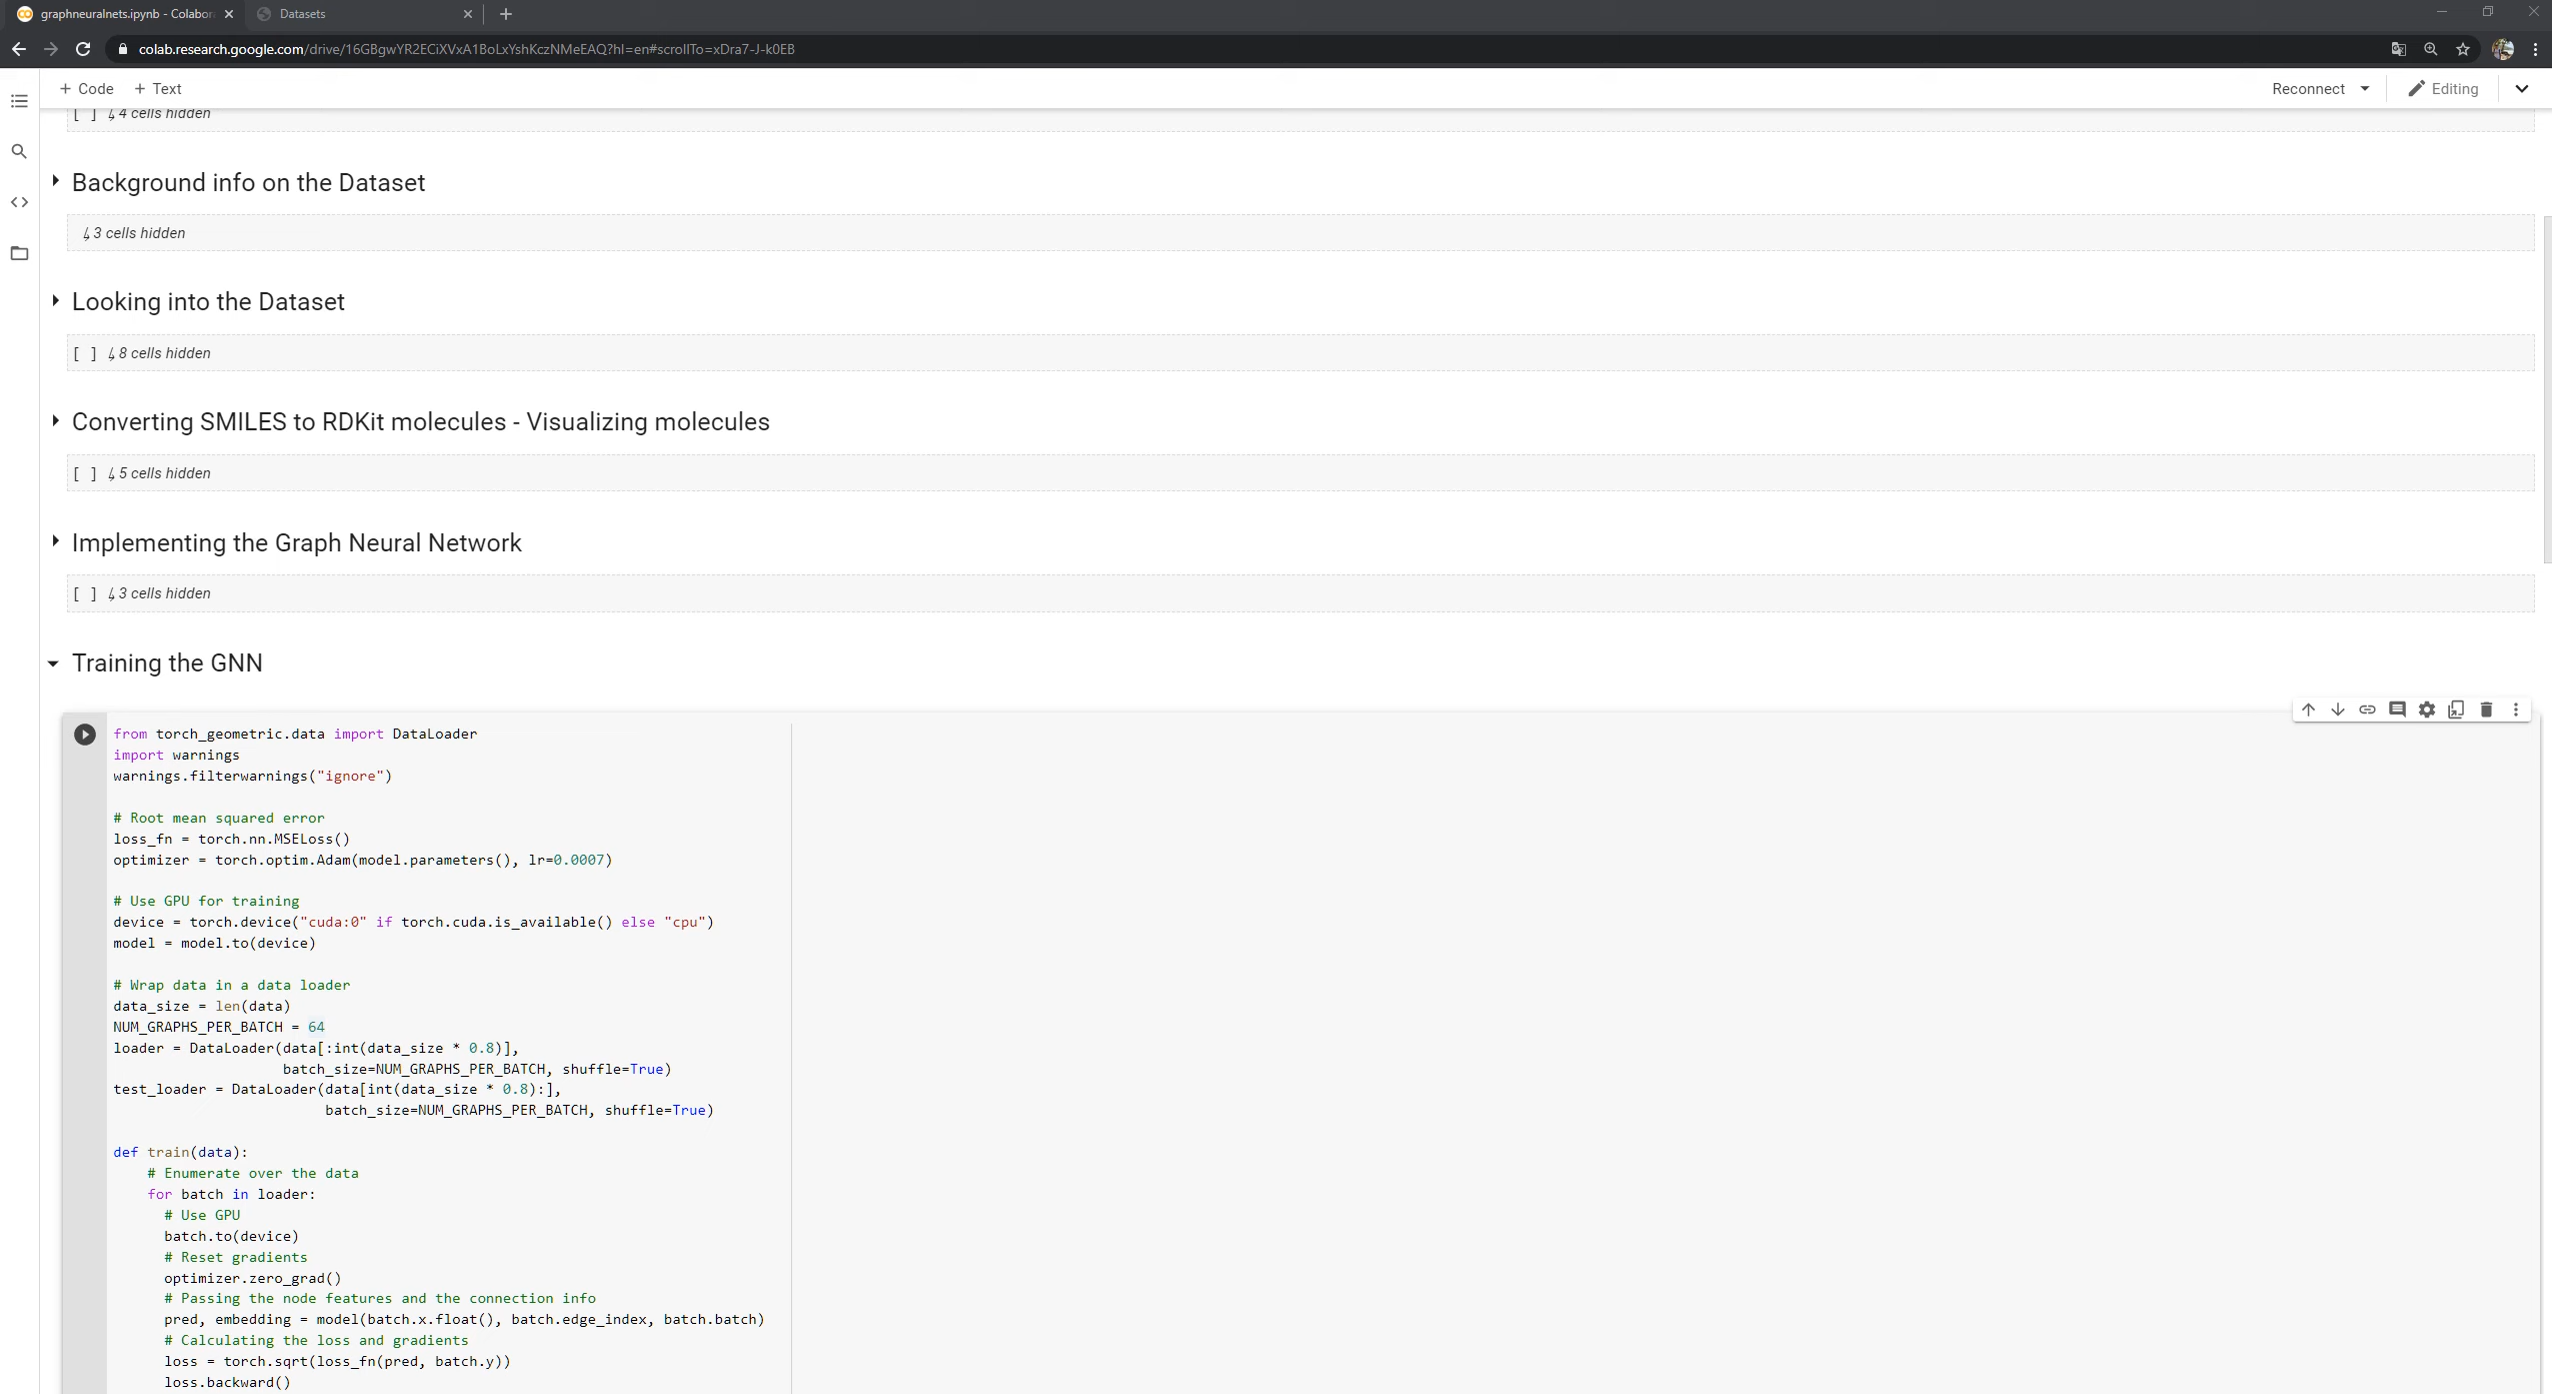 graphneuralnets.ipynb - Colabor
Datasets
colab.research.google.com/drive/16GBgwYR2ECiXVxA1BoLxYshKczNMeEAQ?hl=en#scrollTo=xDra7-J-k0EB
+ Code + Text
Reconnect
Editing
[ ] ↳ 4 cells hidden
Background info on the Dataset
↳ 3 cells hidden
Looking into the Dataset
[ ] ↳ 8 cells hidden
Converting SMILES to RDKit molecules - Visualizing molecules
[ ] ↳ 5 cells hidden
Implementing the Graph Neural Network
[ ] ↳ 3 cells hidden
Training the GNN
from torch_geometric.data import DataLoader
import warnings
warnings.filterwarnings("ignore")
# Root mean squared error
loss_fn = torch.nn.MSELoss()
optimizer = torch.optim.Adam(model.parameters(), lr=0.0007)
# Use GPU for training
device = torch.device("cuda:0" if torch.cuda.is_available() else "cpu")
model = model.to(device)
# Wrap data in a data loader
data_size = len(data)
NUM_GRAPHS_PER_BATCH = 64
loader = DataLoader(data[:int(data_size * 0.8)],
batch_size=NUM_GRAPHS_PER_BATCH, shuffle=True)
test_loader = DataLoader(data[int(data_size * 0.8):],
batch_size=NUM_GRAPHS_PER_BATCH, shuffle=True)
def train(data):
# Enumerate over the data
for batch in loader:
# Use GPU
batch.to(device)
# Reset gradients
optimizer.zero_grad()
# Passing the node features and the connection info
pred, embedding = model(batch.x.float(), batch.edge_index, batch.batch)
# Calculating the loss and gradients
loss = torch.sqrt(loss_fn(pred, batch.y))
loss.backward()